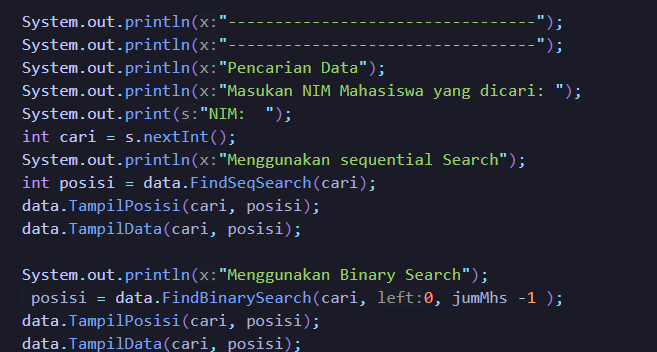 System.out.println(x:"---------------------------------");
System.out.println(x:"---------------------------------");
System.out.println(x:"Pencarian Data");
System.out.println(x:"Masukan NIM Mahasiswa yang dicari: ");
System.out.print(s:"NIM:  ");
int cari = s.nextInt();
System.out.println(x:"Menggunakan sequential Search");
int posisi = data.FindSeqSearch(cari);
data.TampilPosisi(cari, posisi);
data.TampilData(cari, posisi);

System.out.println(x:"Menggunakan Binary Search");
 posisi = data.FindBinarySearch(cari, left:0, jumMhs -1 );
data.TampilPosisi(cari, posisi);
data.TampilData(cari, posisi);